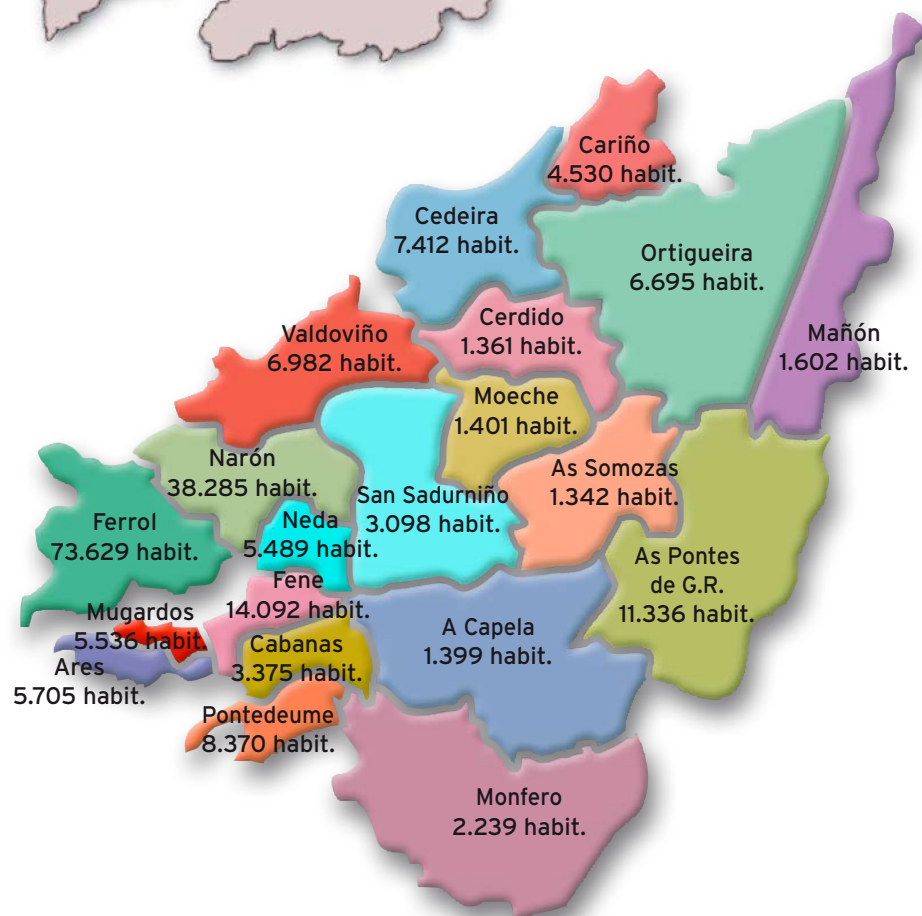 Cariño
4.530 habit.
Cedeira
7.412 habit.
Ortigueira
6.695 habit.
Mañón
1.602 habit.
Valdoviño
6.982 habit.
Cerdido
1.361 habit.
Moeche
1.401 habit.
Narón
38.285 habit.
As Somozas
1.342 habit.
San Sadurniño
3.098 habit.
Ferrol
73.629 habit.
Neda
5.489 habit.
As Pontes
de G.R.
11.336 habit.
Fene
14.092 habit.
Mugardos
5.536 habit.
A Capela
1.399 habit.
Cabanas
3.375 habit.
Ares
5.705 habit.
Pontedeume
8.370 habit.
Monfero
2.239 habit.